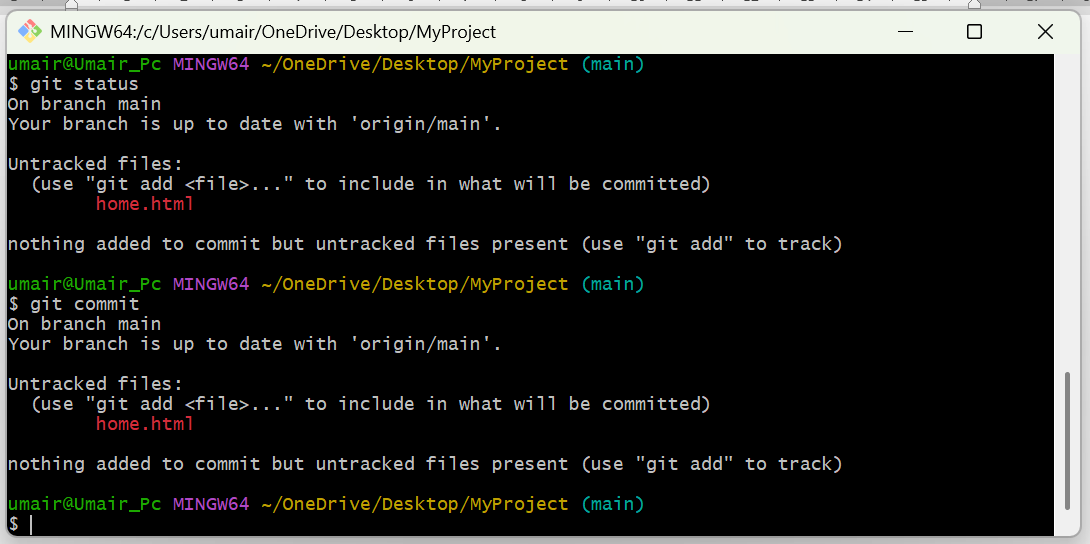 MINGW64:/c/Users/umair/OneDrive/Desktop/MyProject
umair@Umair_Pc MINGW64 ~/OneDrive/Desktop/MyProject (main)
$ git status
On branch main
Your branch is up to date with 'origin/main'.
Untracked files:
  (use "git add <file>..." to include in what will be committed)
        home.html
nothing added to commit but untracked files present (use "git add" to track)
umair@Umair_Pc MINGW64 ~/OneDrive/Desktop/MyProject (main)
$ git commit
On branch main
Your branch is up to date with 'origin/main'.
Untracked files:
  (use "git add <file>..." to include in what will be committed)
        home.html
nothing added to commit but untracked files present (use "git add" to track)
umair@Umair_Pc MINGW64 ~/OneDrive/Desktop/MyProject (main)
$